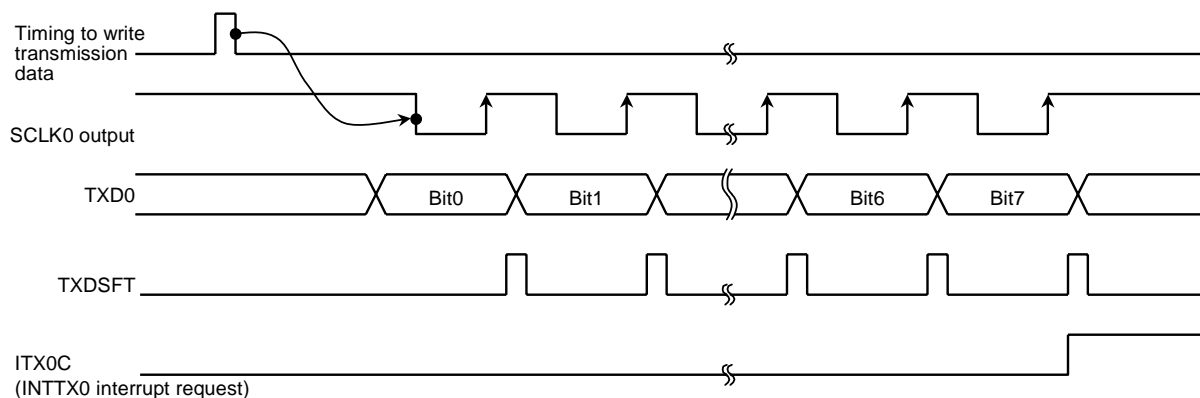 Timing to write
transmission
data
SCLK0 output
TXD0
Bit0
Bit1
Bit6
Bit7
TXDSFT
ITX0C
(INTTX0 interrupt request)